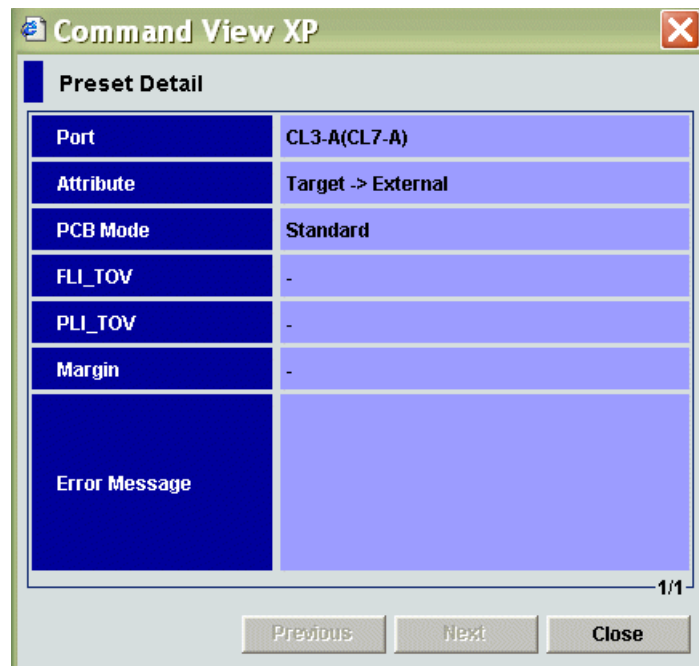 Command View XP
Preset Detail
Port CL3-A(CL7-A)
Attribute Target -> External
PCB Mode Standard
FLI_TOV -
PLI_TOV -
Margin -
Error Message
1/1
Previous Next Close